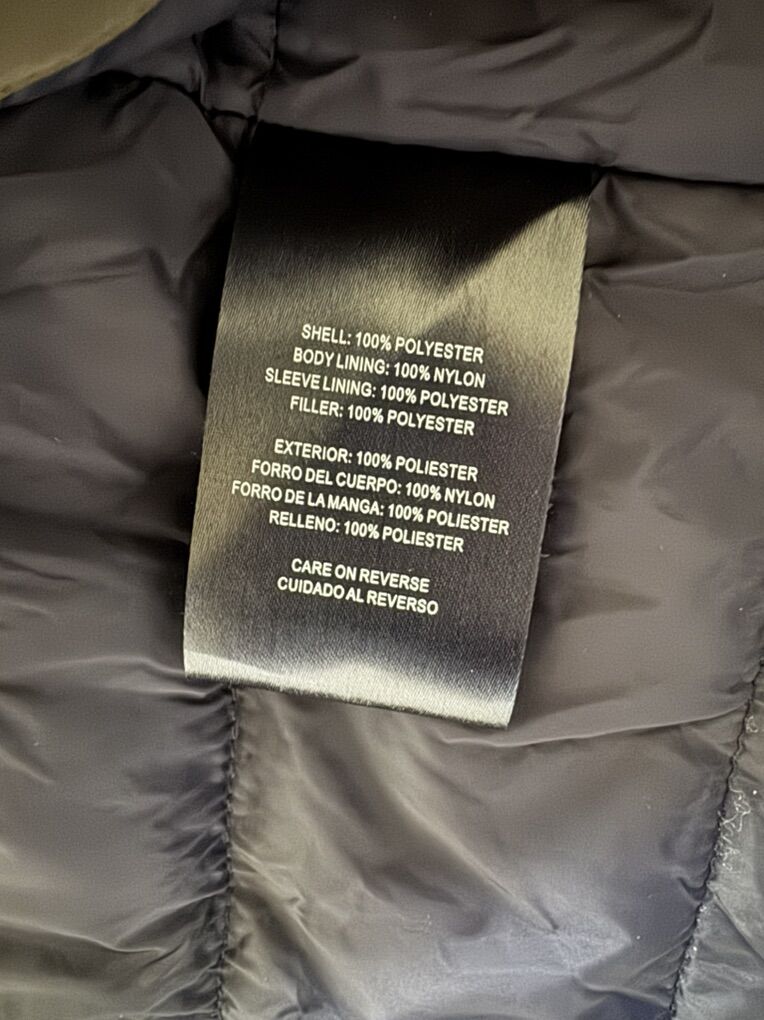 SHELL: 100% POLYESTER
BODY LINING: 100% NYLON
SLEEVE LINING: 100% POLYESTER
FILLER: 100% POLYESTER
EXTERIOR: 100% POLIESTER
FORRO DEL CUERPO: 100% NYLON
FORRO DE LA MANGA: 100% POLIESTER
RELLENO: 100% POLIESTER
CARE ON REVERSE
CUIDADO AL REVERSO